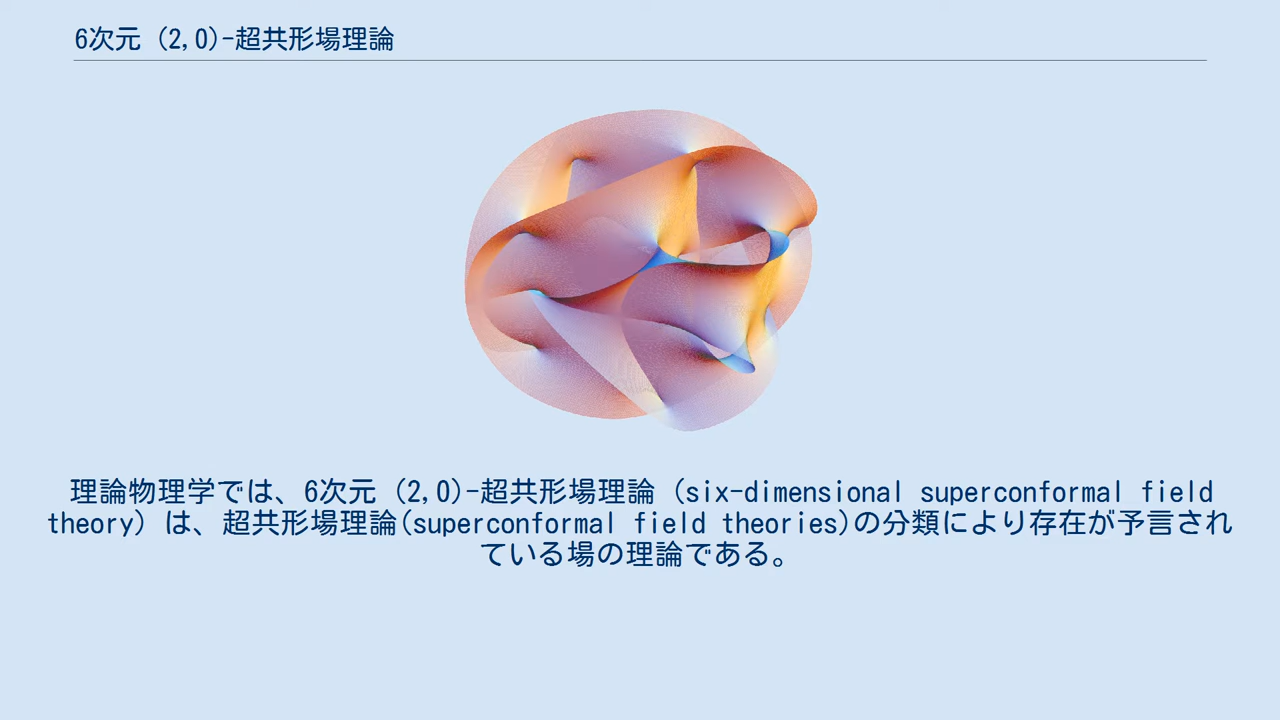 6次元 (2,0)-超共形場理論
理論物理学では、6次元 (2,0)-超共形場理論 (six-dimensional superconformal field
theory) は、超共形場理論(superconformal field theories)の分類により存在が予言され
ている場の理論である。